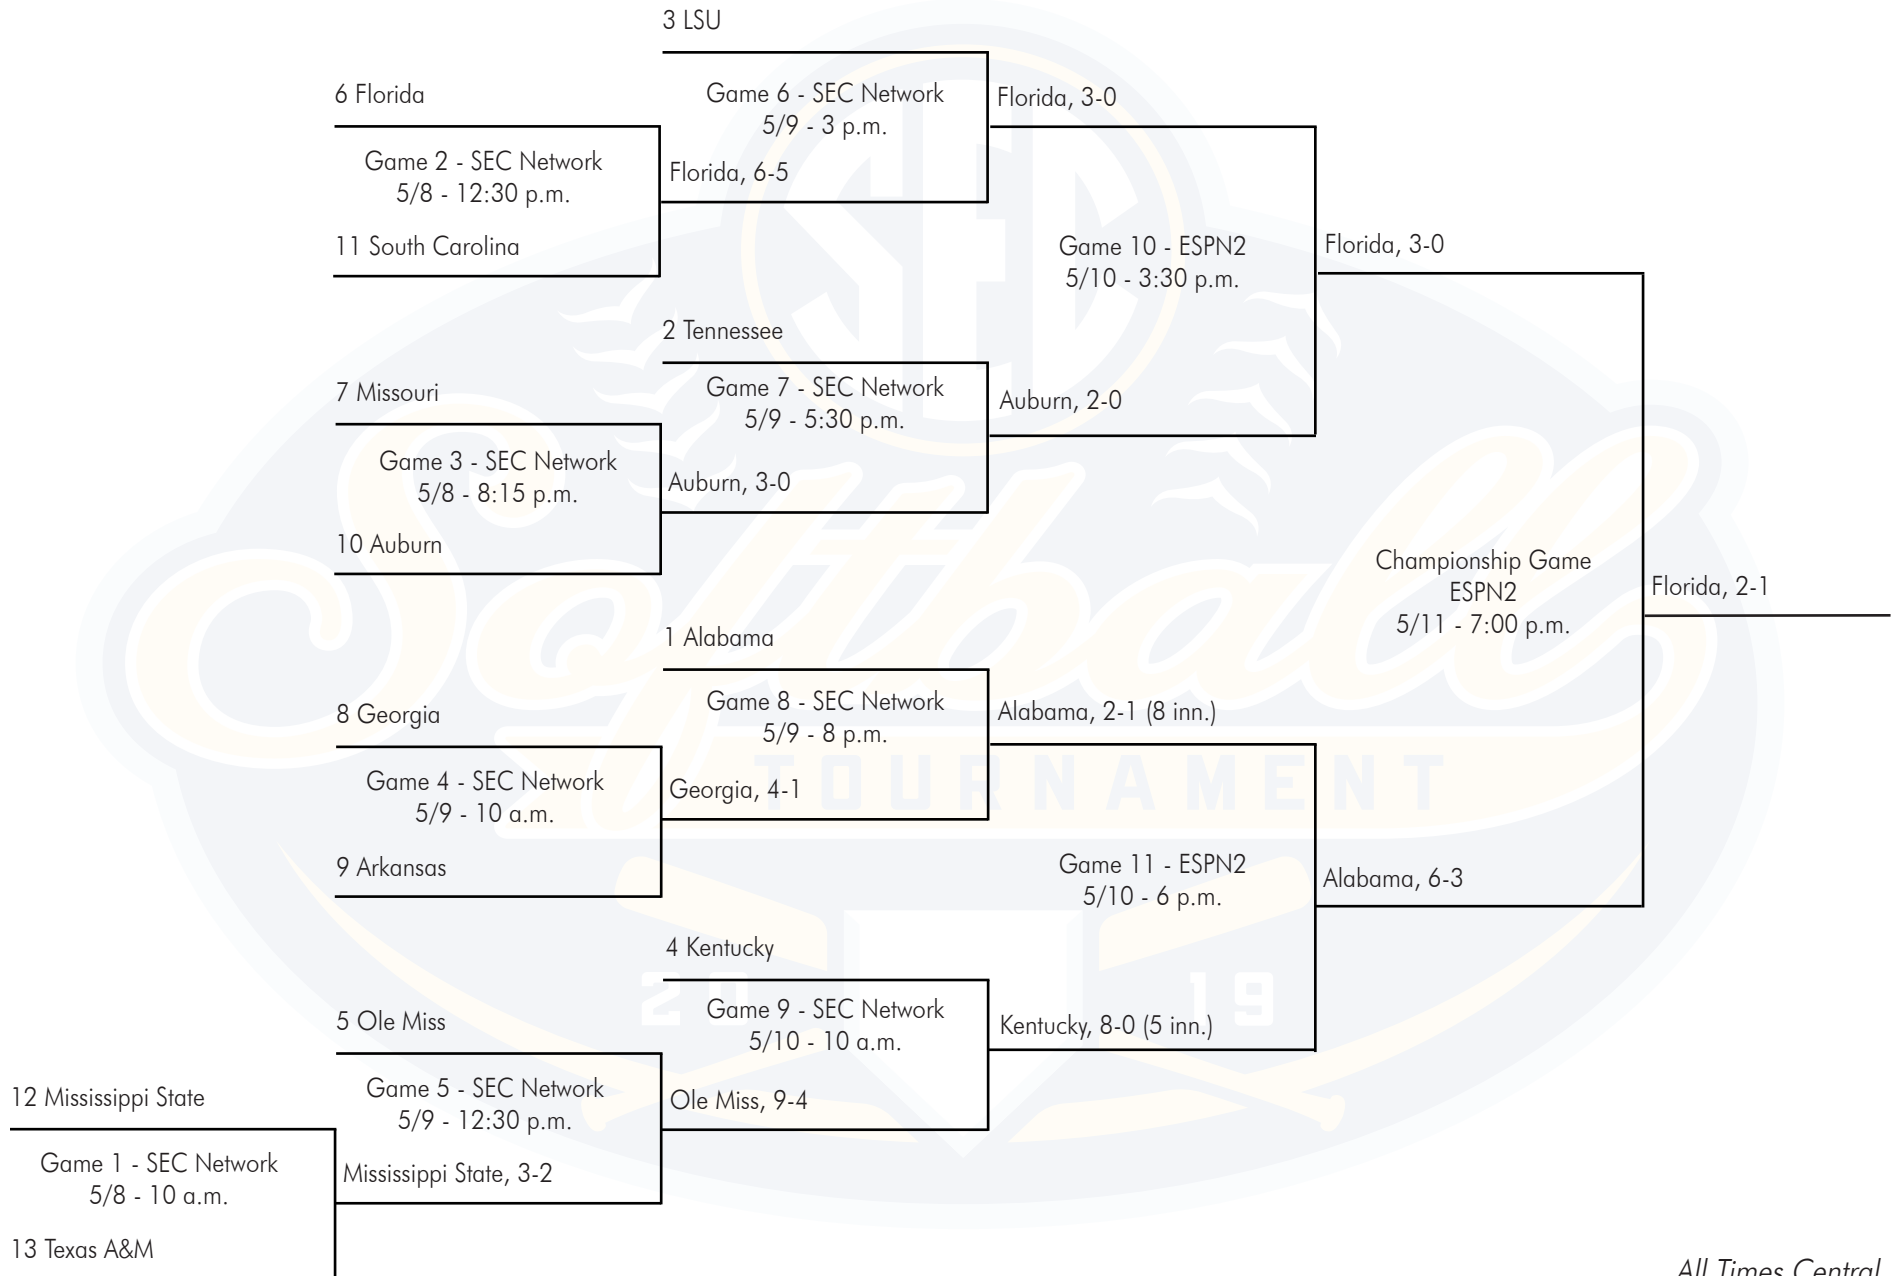 3 LSU
6 Florida
Game 6 - SEC Network
5/9 - 3 p.m.
Florida, 3-0
Game 2 - SEC Network
5/8 - 12:30 p.m.
Florida, 6-5
11 South Carolina
Game 10 - ESPN2
5/10 - 3:30 p.m.
Florida, 3-0
2 Tennessee
7 Missouri
Game 7 - SEC Network
5/9 - 5:30 p.m.
Auburn, 2-0
Game 3 - SEC Network
5/8 - 8:15 p.m.
Auburn, 3-0
10 Auburn
Championship Game
ESPN2
5/11 - 7:00 p.m.
Florida, 2-1
1 Alabama
8 Georgia
Game 8 - SEC Network
5/9 - 8 p.m.
Alabama, 2-1 (8 inn.)
Game 4 - SEC Network
5/9 - 10 a.m.
Georgia, 4-1
9 Arkansas
Game 11 - ESPN2
5/10 - 6 p.m.
Alabama, 6-3
4 Kentucky
5 Ole Miss
Game 9 - SEC Network
5/10 - 10 a.m.
Kentucky, 8-0 (5 inn.)
12 Mississippi State
Game 5 - SEC Network
5/9 - 12:30 p.m.
Ole Miss, 9-4
Game 1 - SEC Network
5/8 - 10 a.m.
Mississippi State, 3-2
13 Texas A&M
All Times Central
SEC
Softball
TOURNAMENT
2019